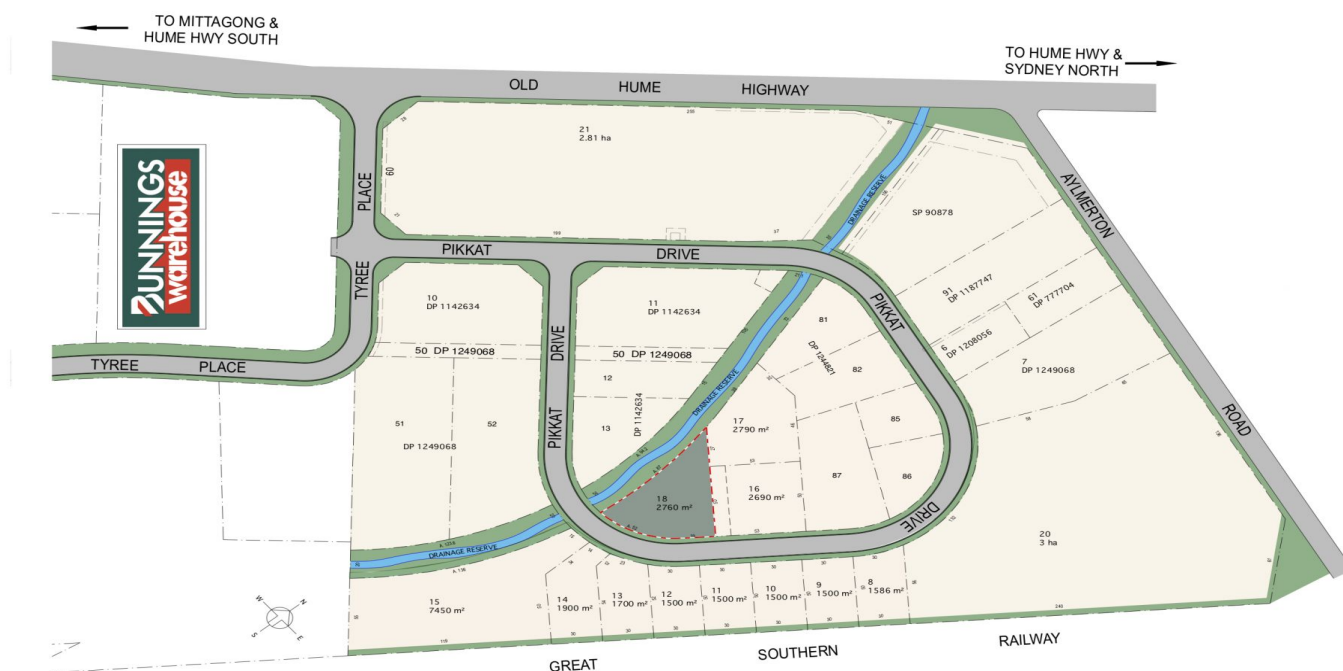 TO MITTAGONG &
HUME HWY SOUTH
TO HUME HWY &
SYDNEY NORTH
OLD HUME HIGHWAY
BUNNINGS
warehouse
21
2.81 ha
60
PLACE
TYREE
PIKKAT DRIVE
DRAINAGE RESERVE
SP 90878
AYLMERTON
ROAD
91
DP 1187747
61
DP 777704
6
DP 1208056
7
DP 1249068
10
DP 1142634
11
DP 1142634
50 DP 1249068
50 DP 1249068
TYREE PLACE
DRIVE
PIKKAT
12
13
DP 1142634
DRAINAGE RESERVE
51
52
DP 1249068
81
82
DP 1244821
85
86
87
PIKKAT
DRIVE
17
2790 m²
16
2690 m²
18
2760 m²
20
3 ha
DRAINAGE RESERVE
15
7450 m²
14
1900 m²
13
1700 m²
12
1500 m²
11
1500 m²
10
1500 m²
9
1500 m²
8
1586 m²
W
N
S
E
GREAT SOUTHERN RAILWAY